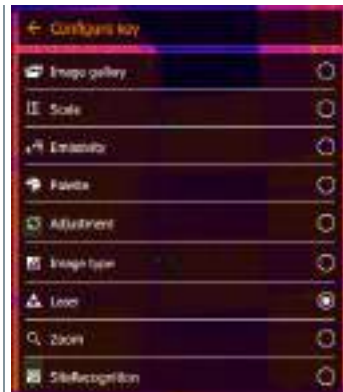 Configure key
Image gallery
Scale
Emissivity
Palette
Adjustment
Image type
Laser
Zoom
SiteRecognition